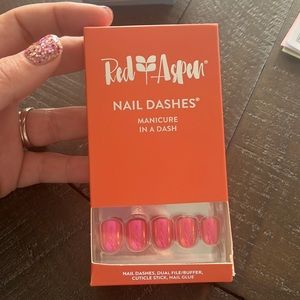 Red Aspen®
NAIL DASHES®
MANICURE
IN A DASH
NAIL DASHES, DUAL FILE/BUFFER,
CUTICLE STICK, NAIL GLUE